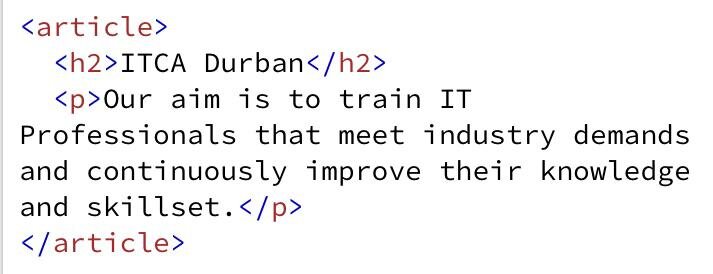 <article>
<h2>ITCA Durban</h2>
<p>Our aim is to train IT
Professionals that meet industry demands
and continuously improve their knowledge
and skillset.</p>
</article>